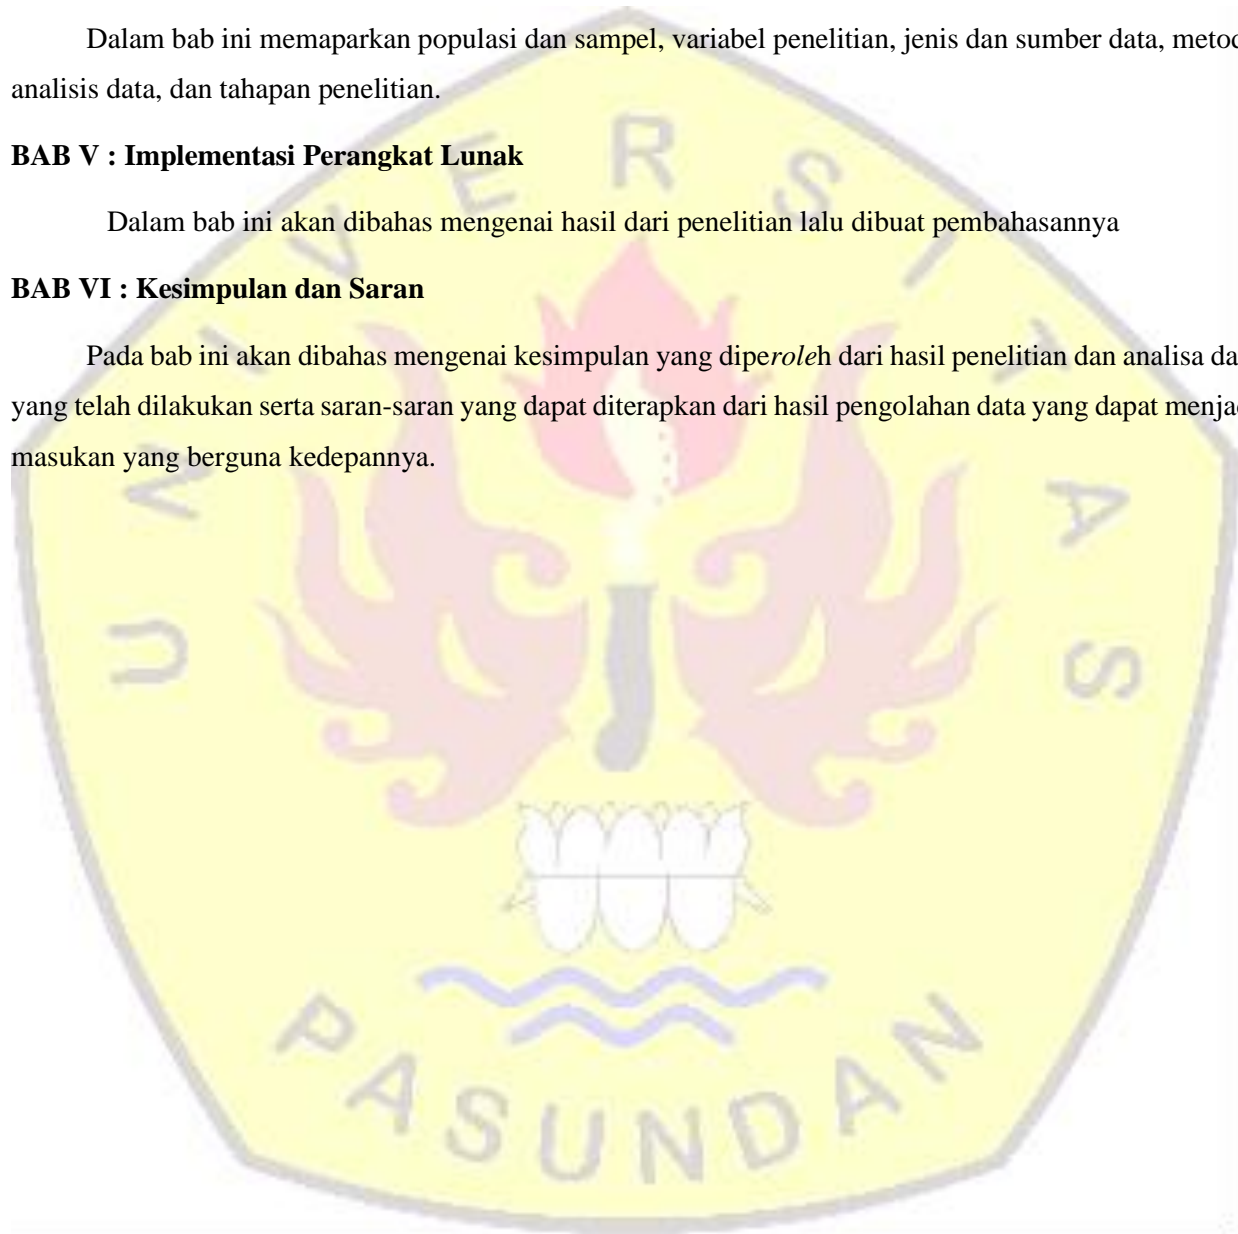 Dalam bab ini memaparkan populasi dan sampel, variabel penelitian, jenis dan sumber data,
analisis data, dan tahapan penelitian.
BAB V : Implementasi Perangkat Lunak
Dalam bab ini akan dibahas mengenai hasil dari penelitian lalu dibuat pembahasannya
BAB VI : Kesimpulan dan Saran
Pada bab ini akan dibahas mengenai kesimpulan yang diperoleh dari hasil penelitian dan analisa
yang telah dilakukan serta saran-saran yang dapat diterapkan dari hasil pengolahan data yang dapat
masukan yang berguna kedepannya.
UNIVERSITAS
PASUNDAN